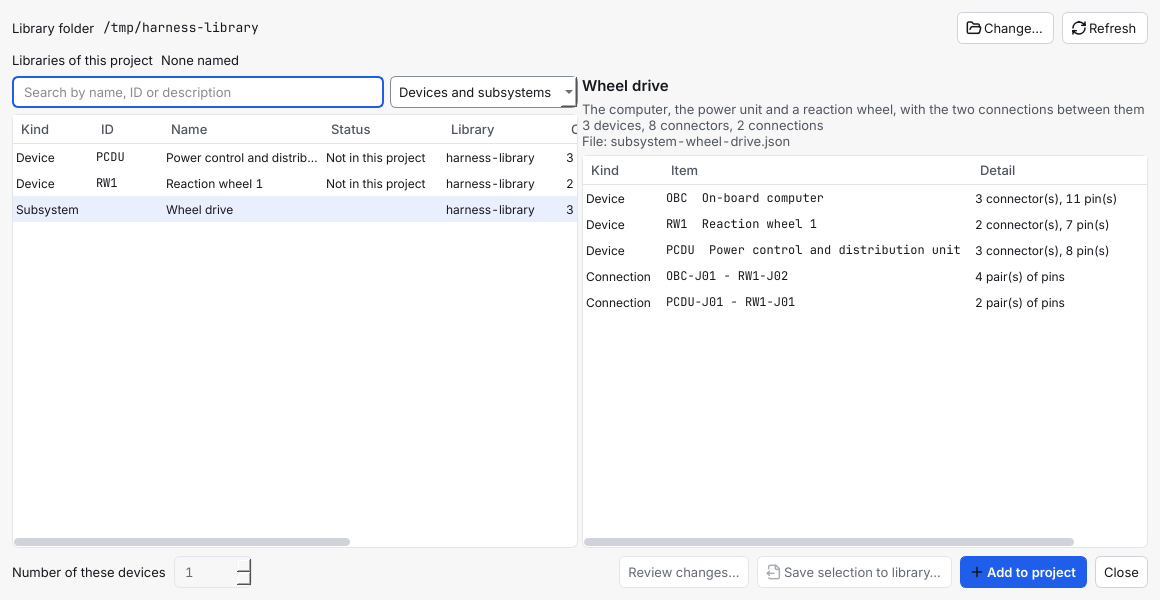 Library folder /tmp/harness-library Change... Refresh
Libraries of this project None named
Search by name, ID or description Devices and subsystems
Kind ID Name Status Library C
Device PCDU Power control and distrib... Not in this project harness-library 3
Device RW1 Reaction wheel 1 Not in this project harness-library 2
Subsystem Wheel drive harness-library 3
Wheel drive
The computer, the power unit and a reaction wheel, with the two connections between them
3 devices, 8 connectors, 2 connections
File: subsystem-wheel-drive.json
Kind Item Detail
Device OBC On-board computer 3 connector(s), 11 pin(s)
Device RW1 Reaction wheel 1 2 connector(s), 7 pin(s)
Device PCDU Power control and distribution unit 3 connector(s), 8 pin(s)
Connection OBC-J01 - RW1-J02 4 pair(s) of pins
Connection PCDU-J01 - RW1-J01 2 pair(s) of pins
Number of these devices 1 Review changes... Save selection to library... Add to project Close